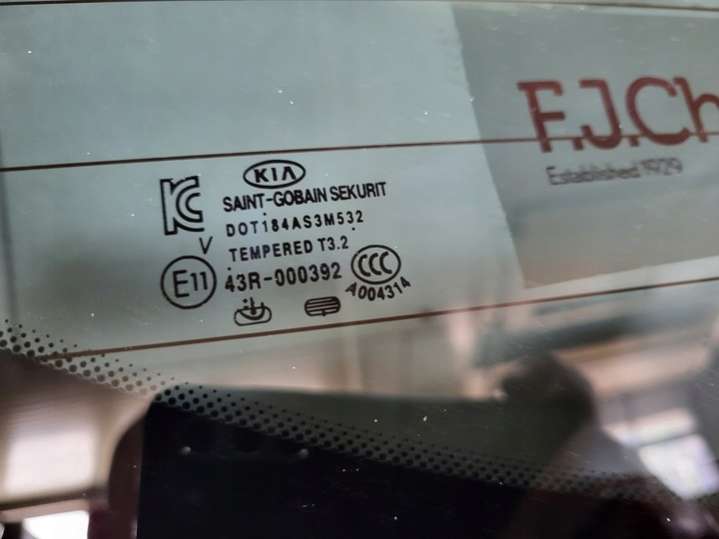 F.J.Ch
Established 1929
KIA
SAINT-GOBAIN SEKURIT
DOT184AS3M532
V
TEMPERED T3.2
E11
43R-000392
CCC
A004314